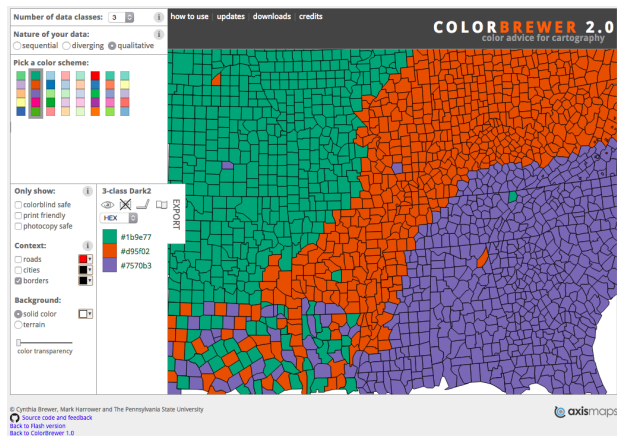 Number of data classes: 3 i
how to use | updates | downloads | credits
COLORBREWER 2.0
color advice for cartography
Nature of your data: i
sequential diverging qualitative
Pick a color scheme:
Only show: i
colorblind safe
print friendly
photocopy safe
Context: i
roads
cities
borders
Background:
solid color
terrain
color transparency
3-class Dark2
EXPORT
HEX
#1b9e77
#d95f02
#7570b3
© Cynthia Brewer, Mark Harrower and The Pennsylvania State University
Source code and feedback
Back to Flash version
Back to ColorBrewer 1.0
axismaps